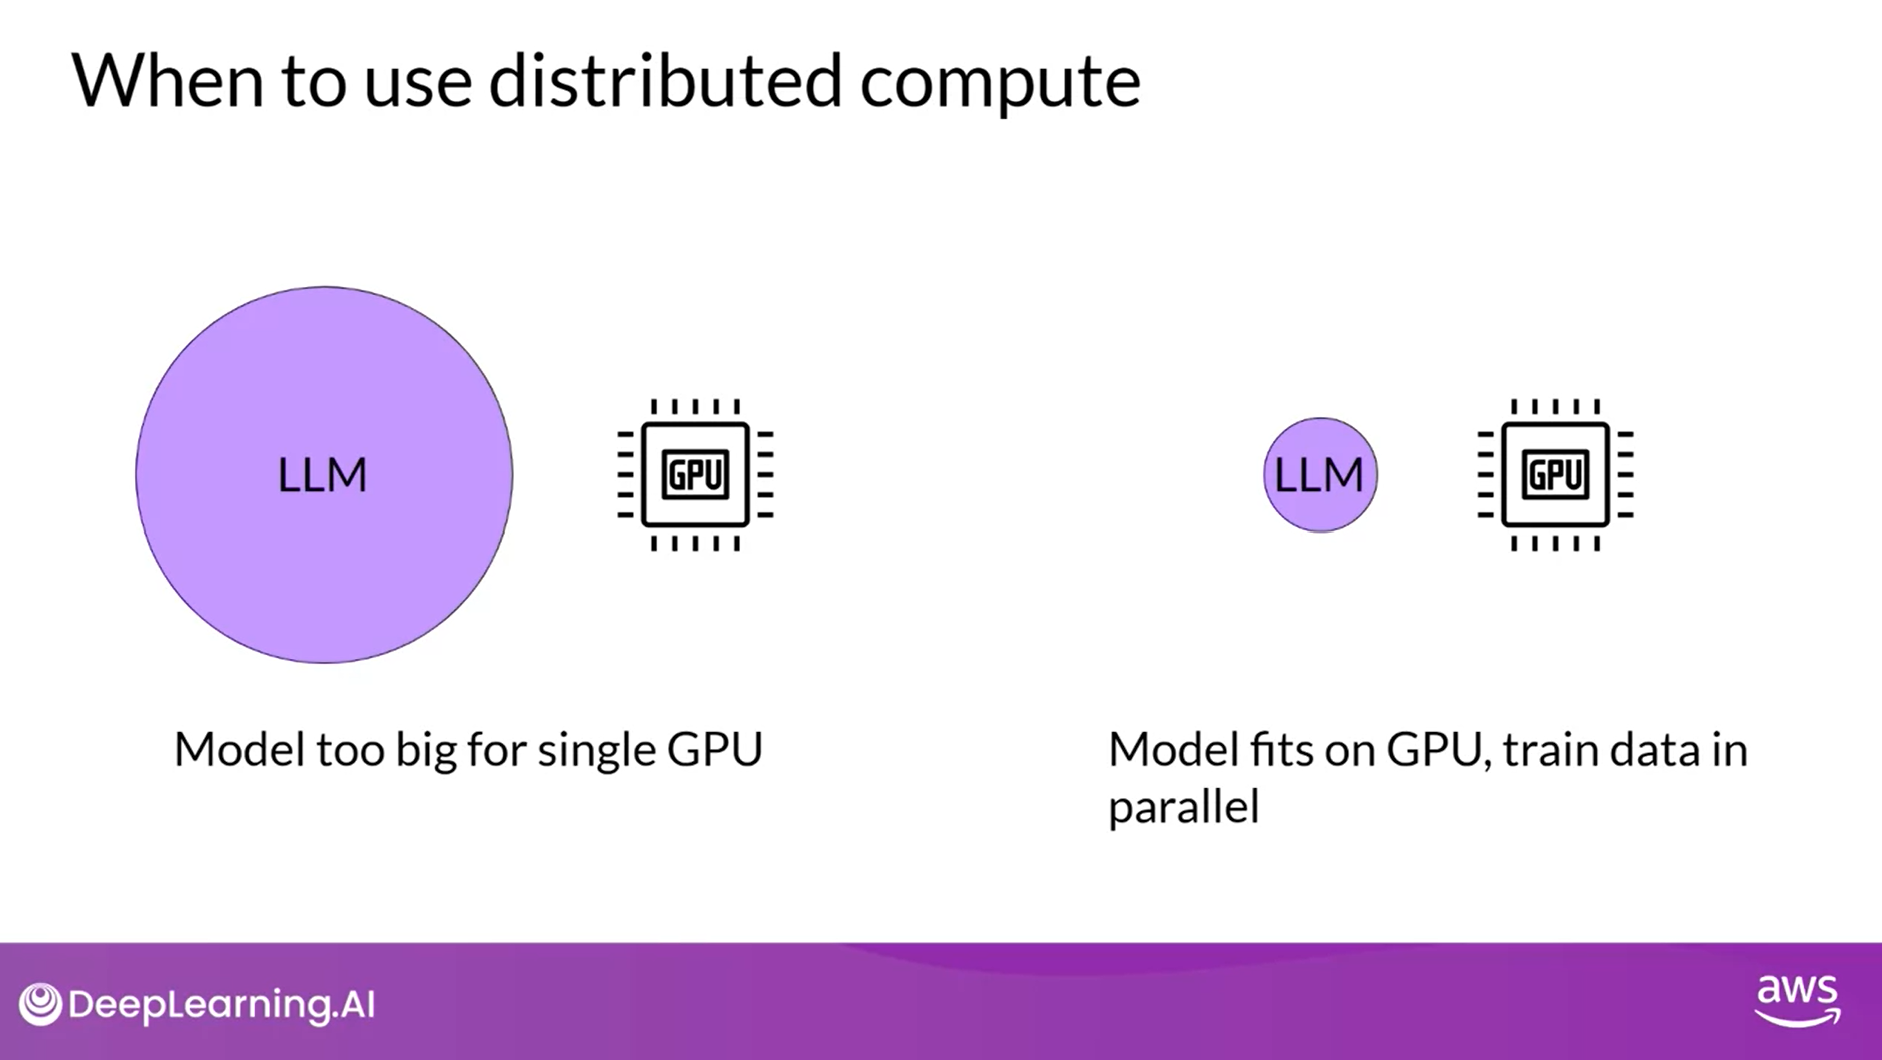 When to use distributed compute
LLM
GPU
LLM
GPU
Model too big for single GPU
Model fits on GPU, train data in
parallel
DeepLearning.AI
aws